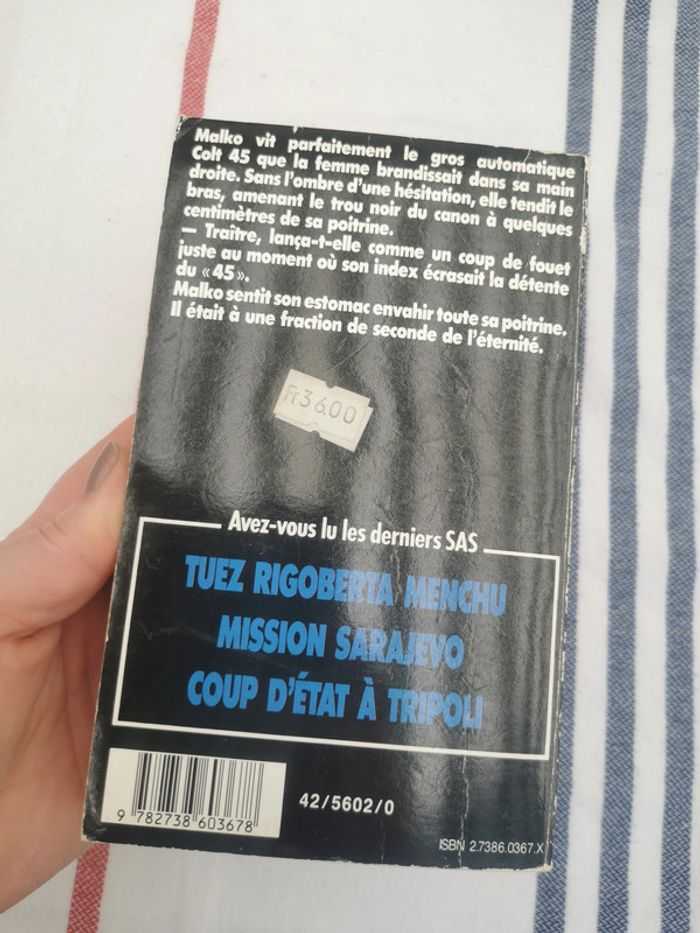 Malko vit parfaitement le gros automatique
Colt 45 que la femme brandissait dans sa main
droite. Sans l'ombre d'une hésitation, elle tendit le
bras, amenant le trou noir du canon à quelques
centimètres de sa poitrine.
— Traître, lança-t-elle comme un coup de fouet
juste au moment où son index écrasait la détente
du « 45 ».
Malko sentit son estomac envahir toute sa poitrine.
Il était à une fraction de seconde de l'éternité.
Fr36.00
Avez-vous lu les derniers SAS
TUEZ RIGOBERTA MENCHU
MISSION SARAJEVO
COUP D'ÉTAT À TRIPOLI
9 782738 603678
42/5602/0
ISBN 2.7386.0367.X